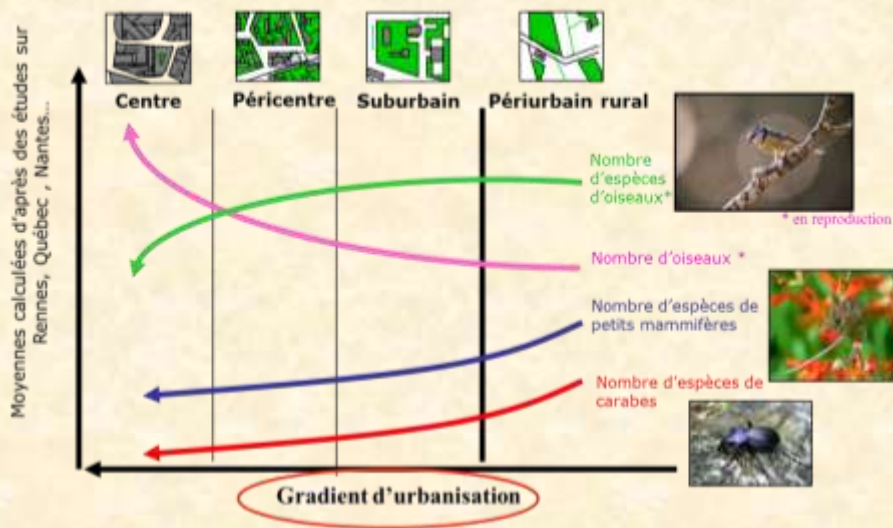 Moyennes calculées d'après des études sur
Rennes, Québec , Nantes...
Centre
Péricentre
Suburbain
Périurbain rural
Nombre
d'espèces
d'oiseaux*
* en reproduction
Nombre d'oiseaux *
Nombre d'espèces de
petits mammifères
Nombre d'espèces de
carabes
Gradient d'urbanisation